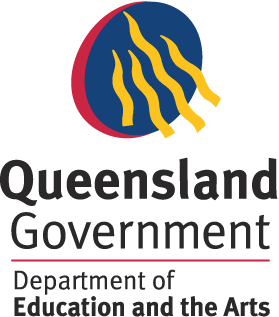 Queensland
Government
Department of
Education and the Arts